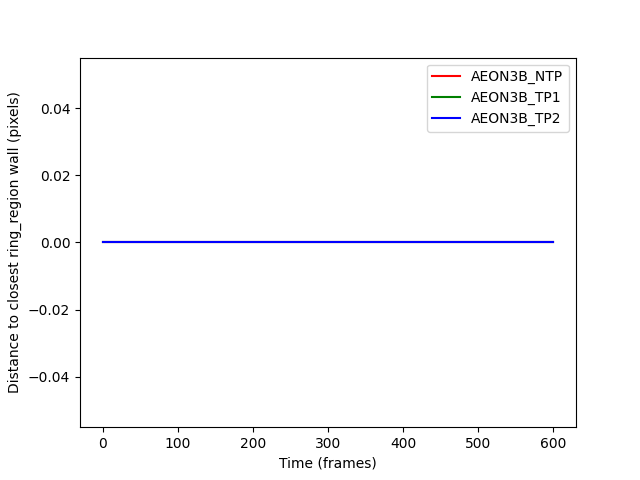 AEON3B_NTP
AEON3B_TP1
AEON3B_TP2
Distance to closest ring_region wall (pixels)
0.04
0.02
0.00
−0.02
−0.04
0 100 200 300 400 500 600
Time (frames)